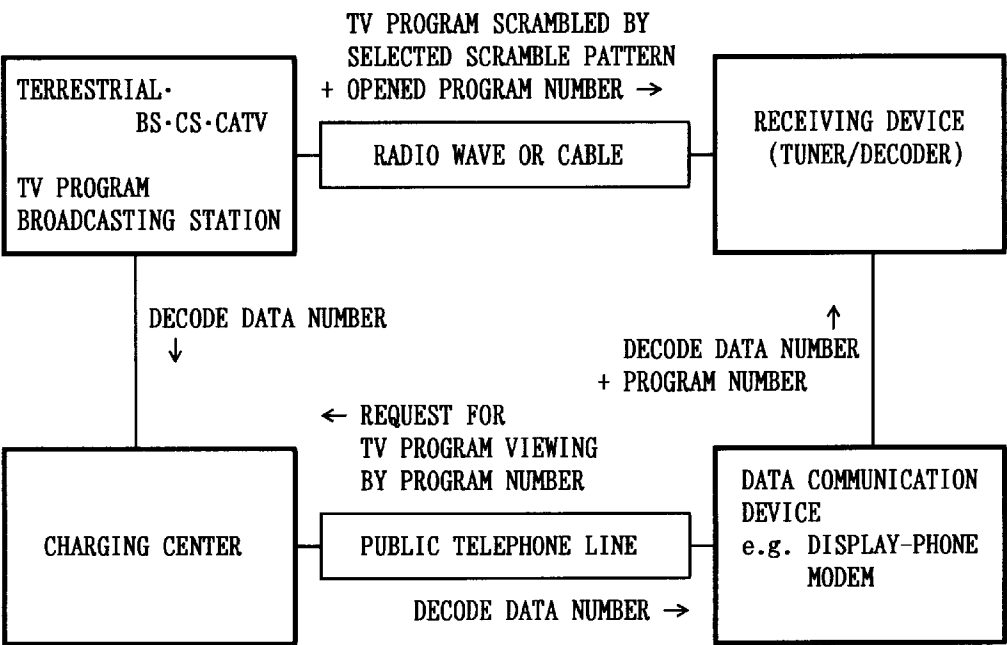 TV PROGRAM SCRAMBLED BY
SELECTED SCRAMBLE PATTERN
+ OPENED PROGRAM NUMBER →
TERRESTRIAL·
BS·CS·CATV
TV PROGRAM
BROADCASTING STATION
RADIO WAVE OR CABLE
RECEIVING DEVICE
(TUNER/DECODER)
DECODE DATA NUMBER
↓
↑
DECODE DATA NUMBER
+ PROGRAM NUMBER
← REQUEST FOR
TV PROGRAM VIEWING
BY PROGRAM NUMBER
CHARGING CENTER
PUBLIC TELEPHONE LINE
DATA COMMUNICATION
DEVICE
e.g. DISPLAY-PHONE
MODEM
DECODE DATA NUMBER →